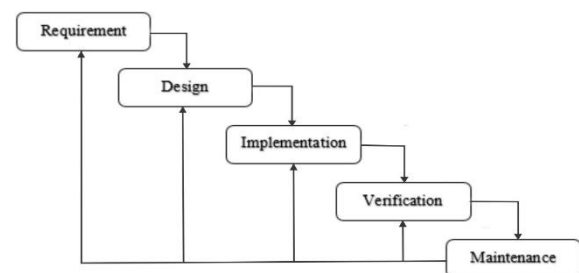 Requirement
Design
Implementation
Verification
Maintenance